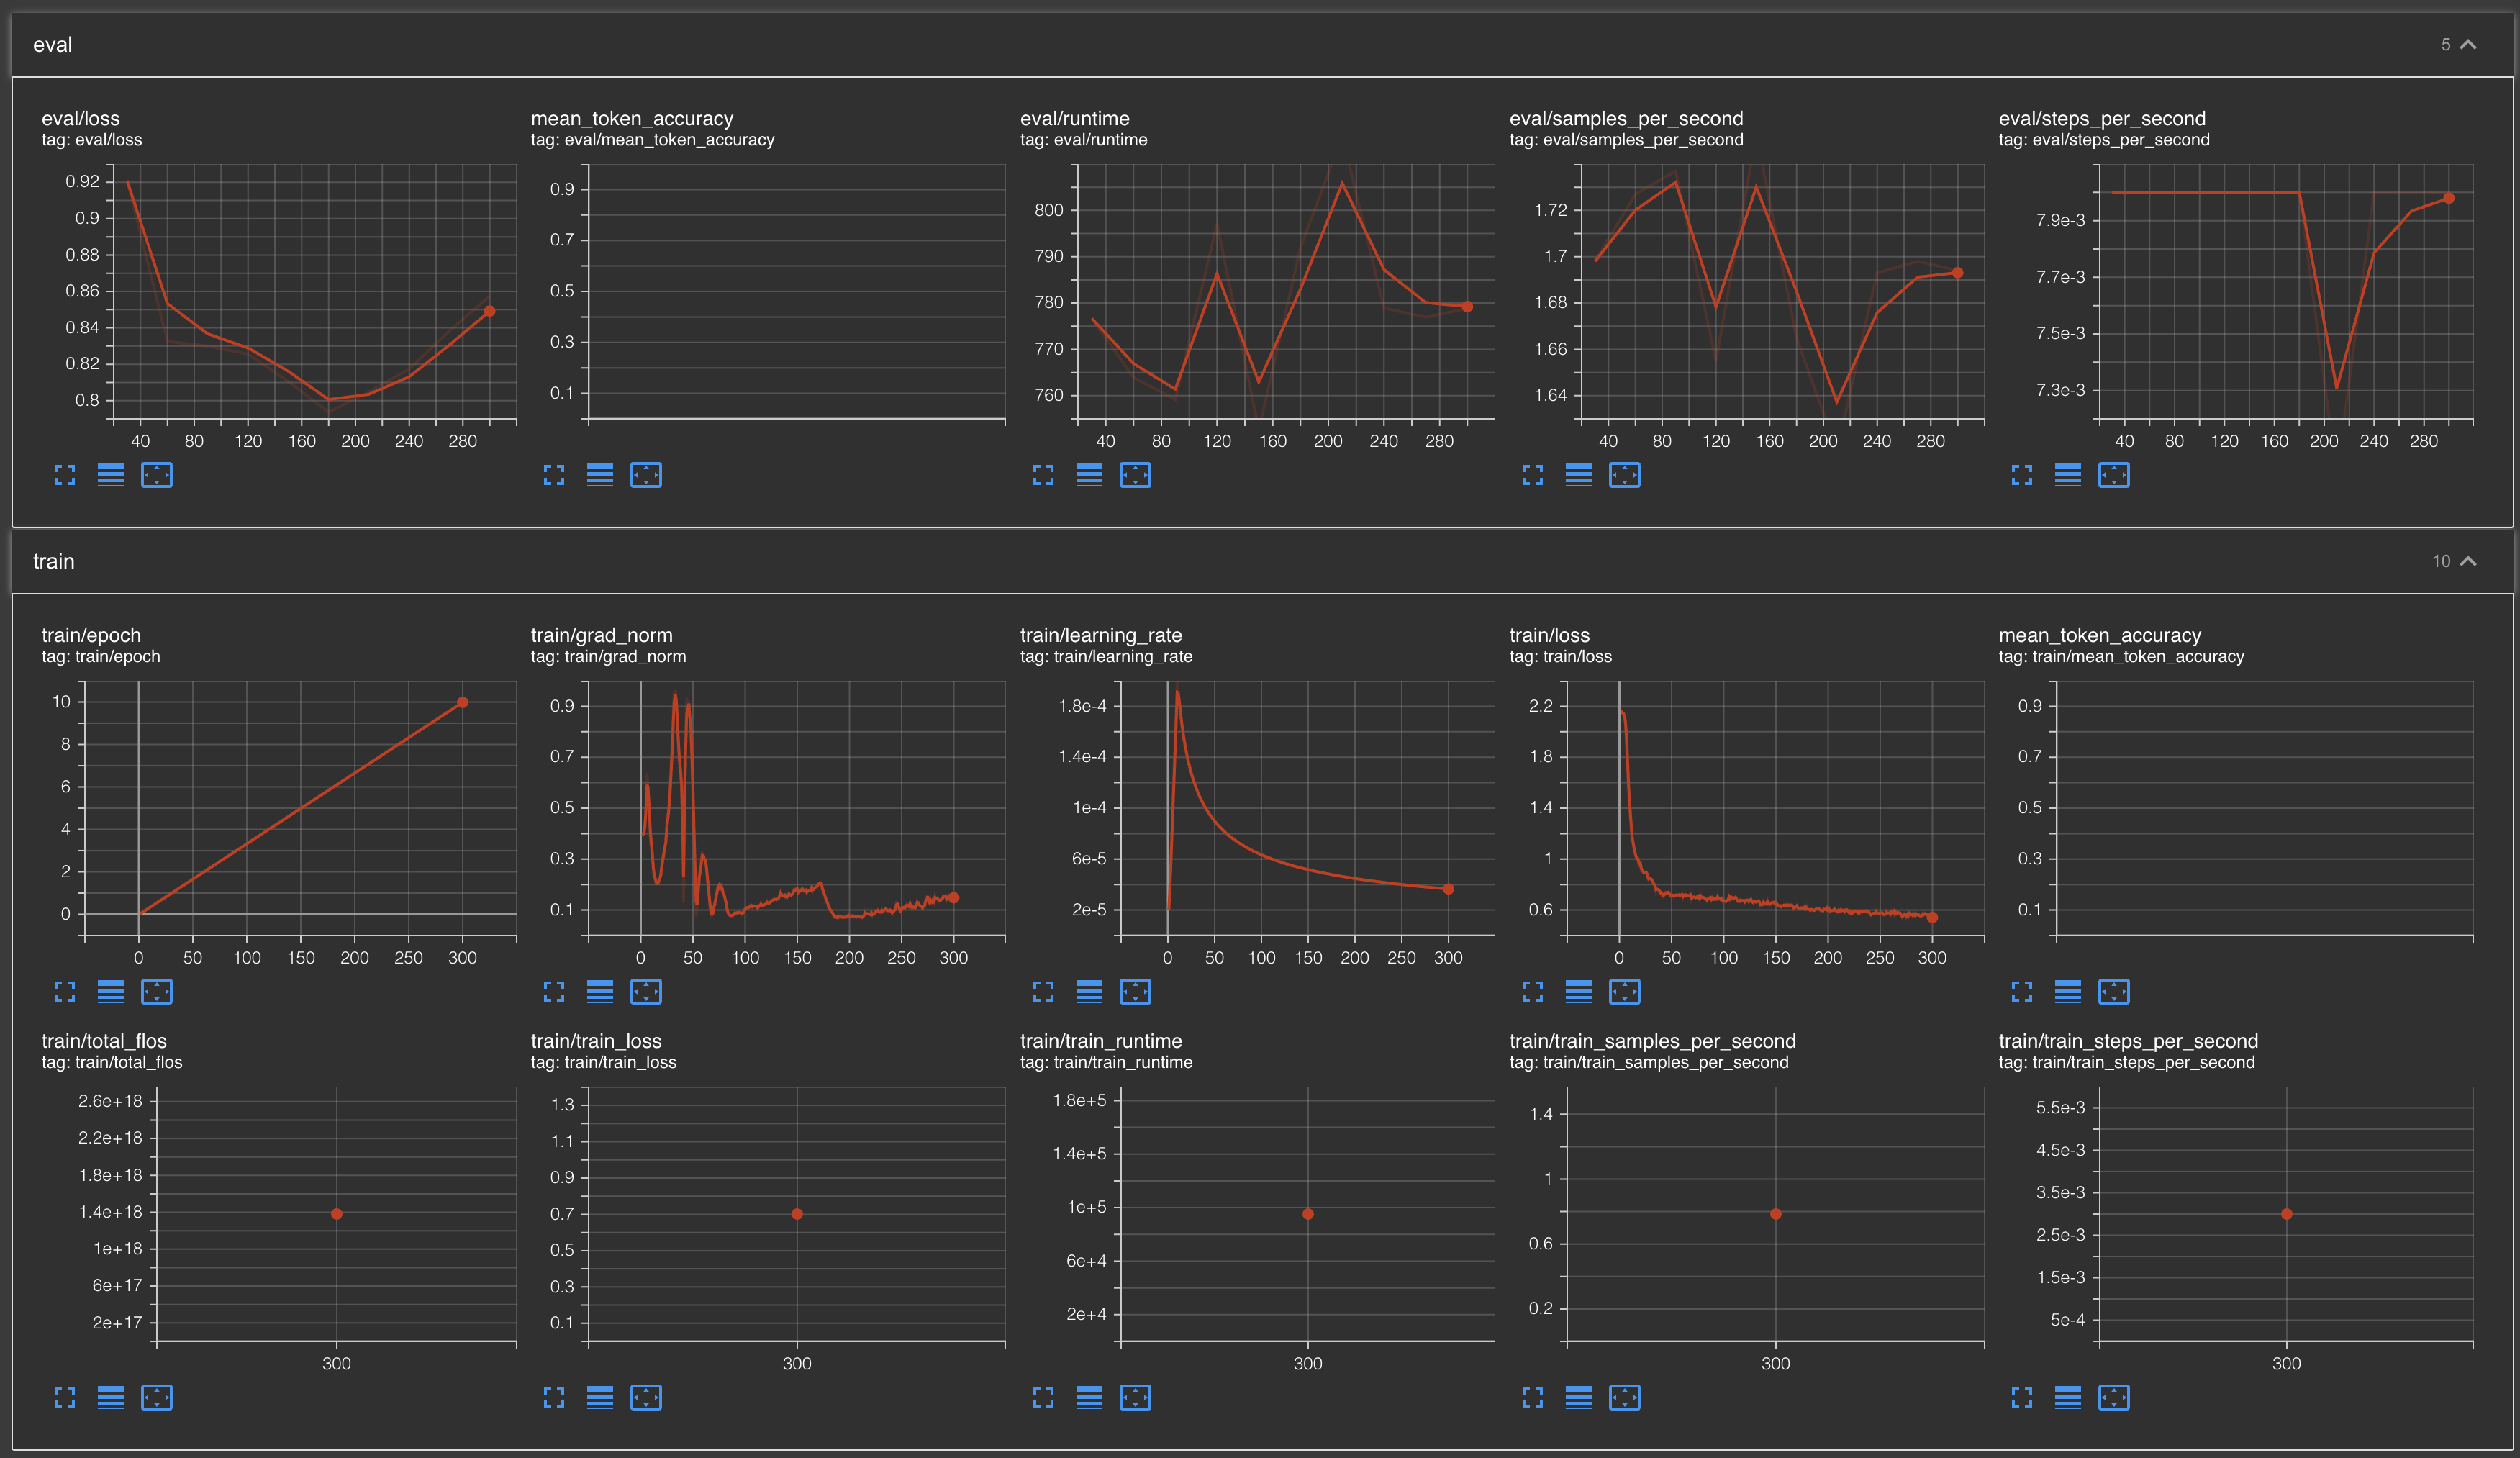 eval
5
eval/loss
tag: eval/loss
0.92
0.9
0.88
0.86
0.84
0.82
0.8
40 80 120 160 200 240 280
mean_token_accuracy
tag: eval/mean_token_accuracy
0.9
0.7
0.5
0.3
0.1
eval/runtime
tag: eval/runtime
800
790
780
770
760
40 80 120 160 200 240 280
eval/samples_per_second
tag: eval/samples_per_second
1.72
1.7
1.68
1.66
1.64
40 80 120 160 200 240 280
eval/steps_per_second
tag: eval/steps_per_second
7.9e-3
7.7e-3
7.5e-3
7.3e-3
40 80 120 160 200 240 280
train
10
train/epoch
tag: train/epoch
10
8
6
4
2
0
0 50 100 150 200 250 300
train/grad_norm
tag: train/grad_norm
0.9
0.7
0.5
0.3
0.1
0 50 100 150 200 250 300
train/learning_rate
tag: train/learning_rate
1.8e-4
1.4e-4
1e-4
6e-5
2e-5
0 50 100 150 200 250 300
train/loss
tag: train/loss
2.2
1.8
1.4
1
0.6
0 50 100 150 200 250 300
mean_token_accuracy
tag: train/mean_token_accuracy
0.9
0.7
0.5
0.3
0.1
train/total_flos
tag: train/total_flos
2.6e+18
2.2e+18
1.8e+18
1.4e+18
1e+18
6e+17
2e+17
300
train/train_loss
tag: train/train_loss
1.3
1.1
0.9
0.7
0.5
0.3
0.1
300
train/train_runtime
tag: train/train_runtime
1.8e+5
1.4e+5
1e+5
6e+4
2e+4
300
train/train_samples_per_second
tag: train/train_samples_per_second
1.4
1
0.6
0.2
300
train/train_steps_per_second
tag: train/train_steps_per_second
5.5e-3
4.5e-3
3.5e-3
2.5e-3
1.5e-3
5e-4
300